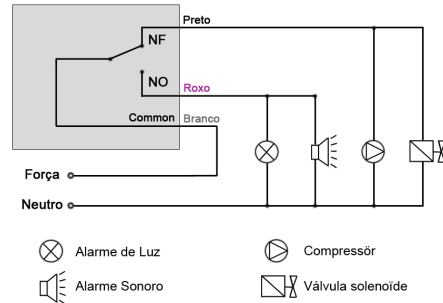 Preto
NF
NO
Roxo
Common Branco
Força
Neutro
Alarme de Luz
Compressör
Alarme Sonoro
Válvula solenoïde